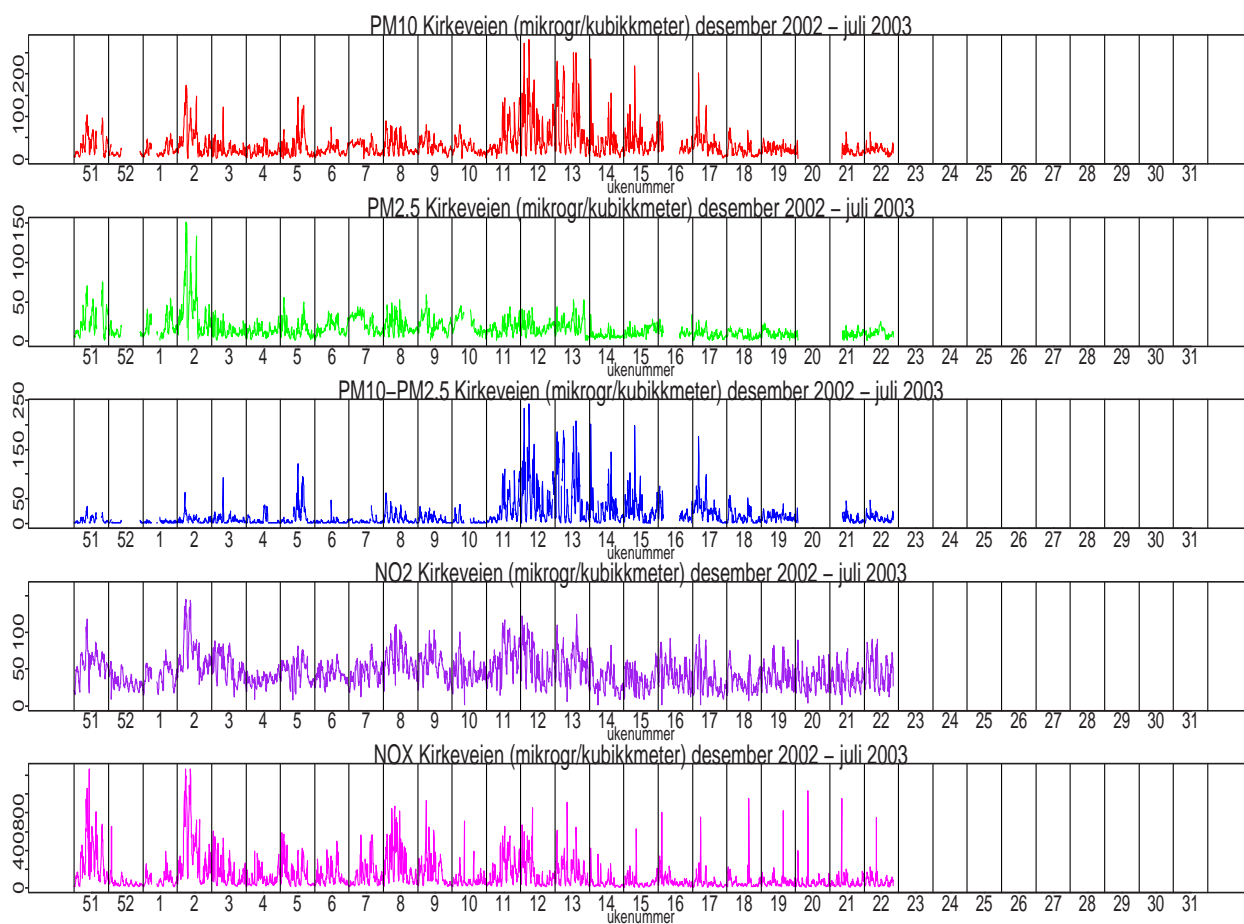 PM10 Kirkeveien (mikrogr/kubikkmeter) desember 2002 – juli 2003
0 100 200
51 52 1 2 3 4 5 6 7 8 9 10 11 12 13 14 15 16 17 18 19 20 21 22 23 24 25 26 27 28 29 30 31
ukenummer
PM2.5 Kirkeveien (mikrogr/kubikkmeter) desember 2002 – juli 2003
0 50 100 150
51 52 1 2 3 4 5 6 7 8 9 10 11 12 13 14 15 16 17 18 19 20 21 22 23 24 25 26 27 28 29 30 31
ukenummer
PM10–PM2.5 Kirkeveien (mikrogr/kubikkmeter) desember 2002 – juli 2003
0 50 150 250
51 52 1 2 3 4 5 6 7 8 9 10 11 12 13 14 15 16 17 18 19 20 21 22 23 24 25 26 27 28 29 30 31
ukenummer
NO2 Kirkeveien (mikrogr/kubikkmeter) desember 2002 – juli 2003
0 50 100
51 52 1 2 3 4 5 6 7 8 9 10 11 12 13 14 15 16 17 18 19 20 21 22 23 24 25 26 27 28 29 30 31
ukenummer
NOX Kirkeveien (mikrogr/kubikkmeter) desember 2002 – juli 2003
0 400 800
51 52 1 2 3 4 5 6 7 8 9 10 11 12 13 14 15 16 17 18 19 20 21 22 23 24 25 26 27 28 29 30 31
ukenummer